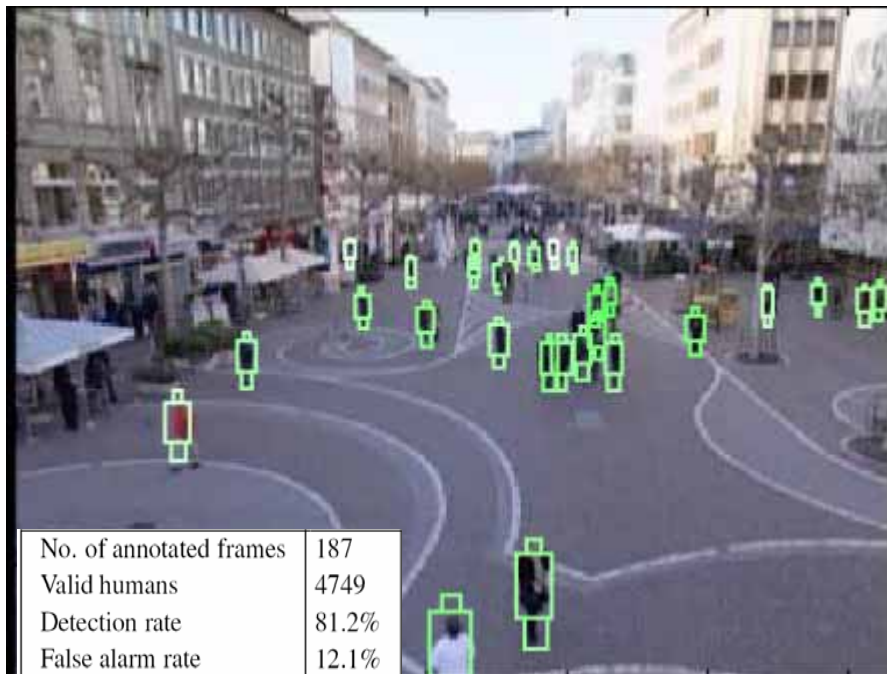 No. of annotated frames 187
Valid humans 4749
Detection rate 81.2%
False alarm rate 12.1%